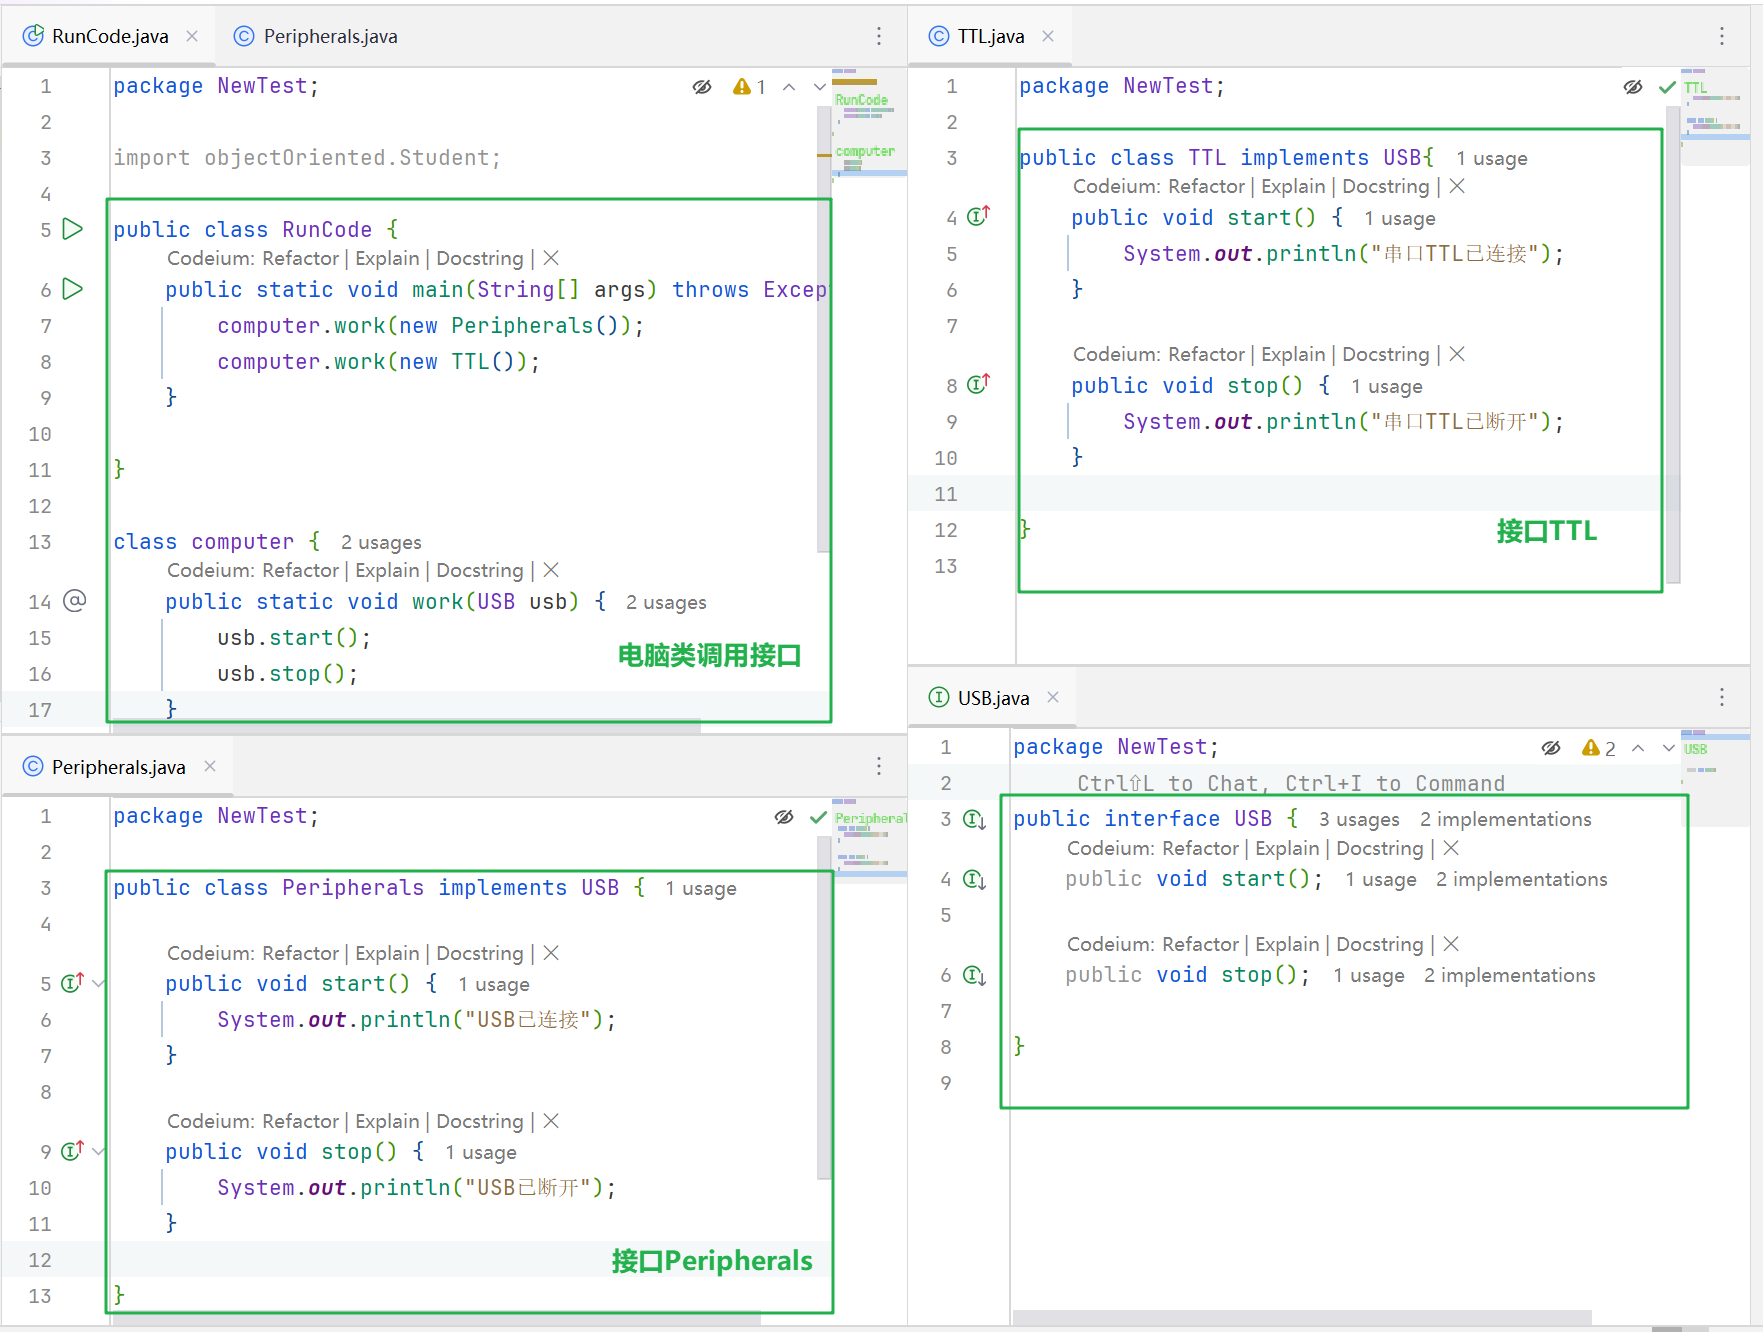 RunCode.java
Peripherals.java
1 package NewTest;
1
2
3 import objectOriented.Student;
4
5 public class RunCode {
Codeium: Refactor | Explain | Docstring |
6 public static void main(String[] args) throws Excep
7 computer.work(new Peripherals());
8 computer.work(new TTL());
9 }
10
11 }
12
13 class computer { 2 usages
Codeium: Refactor | Explain | Docstring |
14 @ public static void work(USB usb) { 2 usages
15 usb.start();
16 usb.stop();
电脑类调用接口
17 }
RunCode
computer
Peripherals.java
1 package NewTest;
2
3 public class Peripherals implements USB { 1 usage
4
Codeium: Refactor | Explain | Docstring |
5 public void start() { 1 usage
6 System.out.println("USB已连接");
7 }
8
Codeium: Refactor | Explain | Docstring |
9 public void stop() { 1 usage
10 System.out.println("USB已断开");
11 }
12
接口Peripherals
13 }
Peripheral
TTL.java
1 package NewTest;
2
3 public class TTL implements USB{ 1 usage
Codeium: Refactor | Explain | Docstring |
4 public void start() { 1 usage
5 System.out.println("串口TTL已连接");
6 }
7
Codeium: Refactor | Explain | Docstring |
8 public void stop() { 1 usage
9 System.out.println("串口TTL已断开");
10 }
11
12 }
接口TTL
13
TTL
USB.java
1 package NewTest;
2
2 Ctrl⇧L to Chat, Ctrl+I to Command
3 public interface USB { 3 usages 2 implementations
Codeium: Refactor | Explain | Docstring |
4 public void start(); 1 usage 2 implementations
5
Codeium: Refactor | Explain | Docstring |
6 public void stop(); 1 usage 2 implementations
7
8 }
9
USB